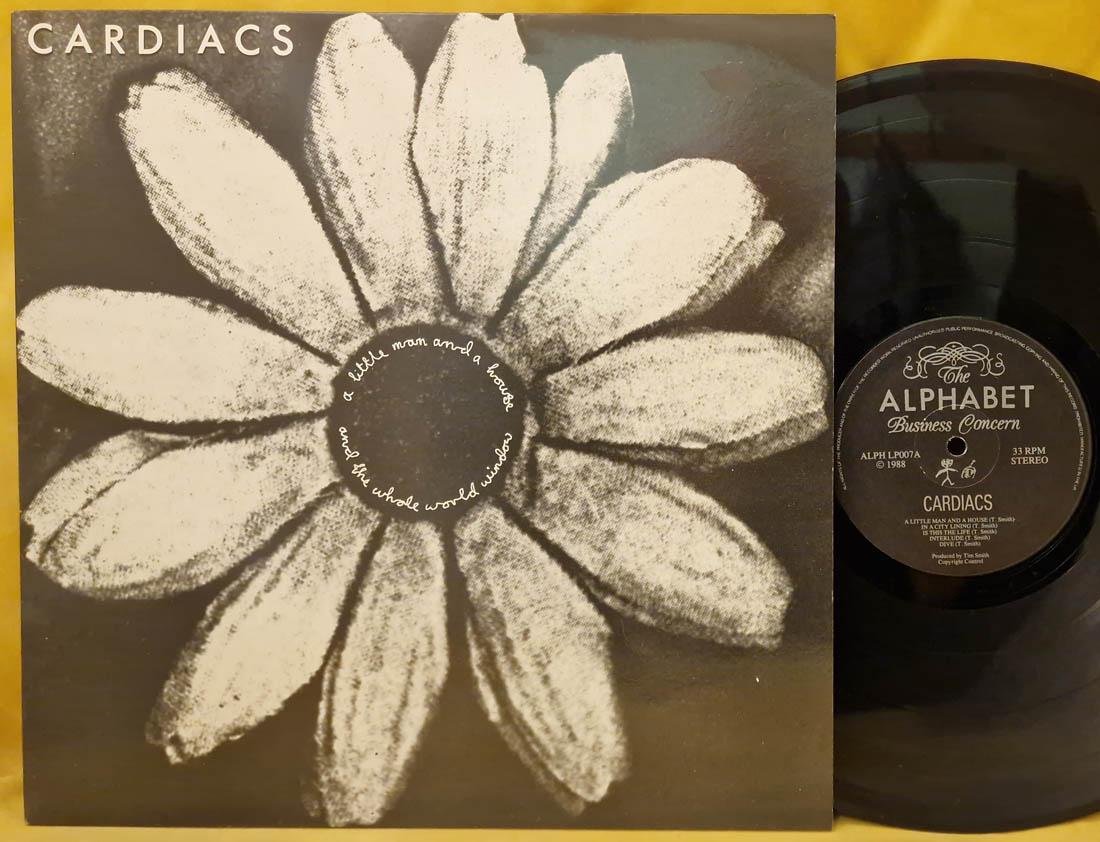 CARDIACS
a little man and a house
and the whole world window
The
ALPHABET
Business Concern
ALPH LP007A
© 1988
33 RPM
STEREO
CARDIACS
A LITTLE MAN AND A HOUSE (T. Smith)
IN A CITY LINING (T. Smith)
IS THIS THE LIFE (T. Smith)
INTERLUDE (T. Smith)
DIVE (T. Smith)
Produced by Tim Smith
Copyright Control